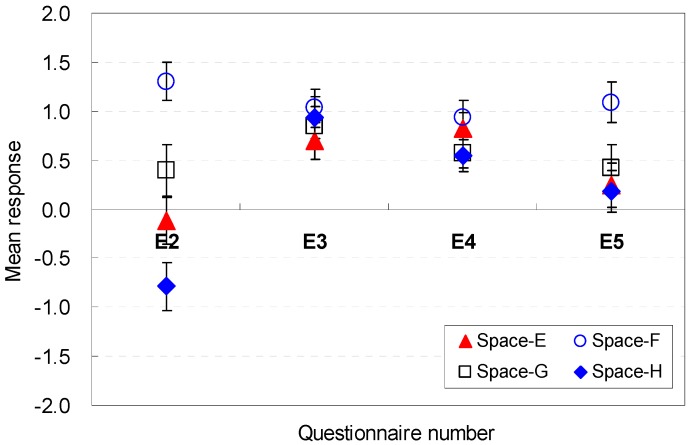 2.0
1.5
1.0
0.5
0.0
-0.5
-1.0
-1.5
-2.0
Mean response
E2 E3 E4 E5
Space-E Space-F
Space-G Space-H
Questionnaire number